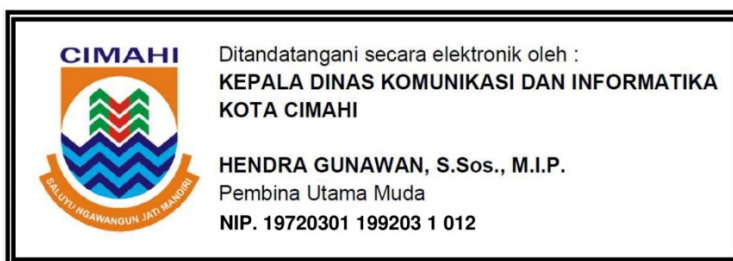 CIMAHI
SALUYU NGAWANGUN JATI MANDIRI
Ditandatangani secara elektronik oleh :
KEPALA DINAS KOMUNIKASI DAN INFORMATIKA
KOTA CIMAHI
HENDRA GUNAWAN, S.Sos., M.I.P.
Pembina Utama Muda
NIP. 19720301 199203 1 012